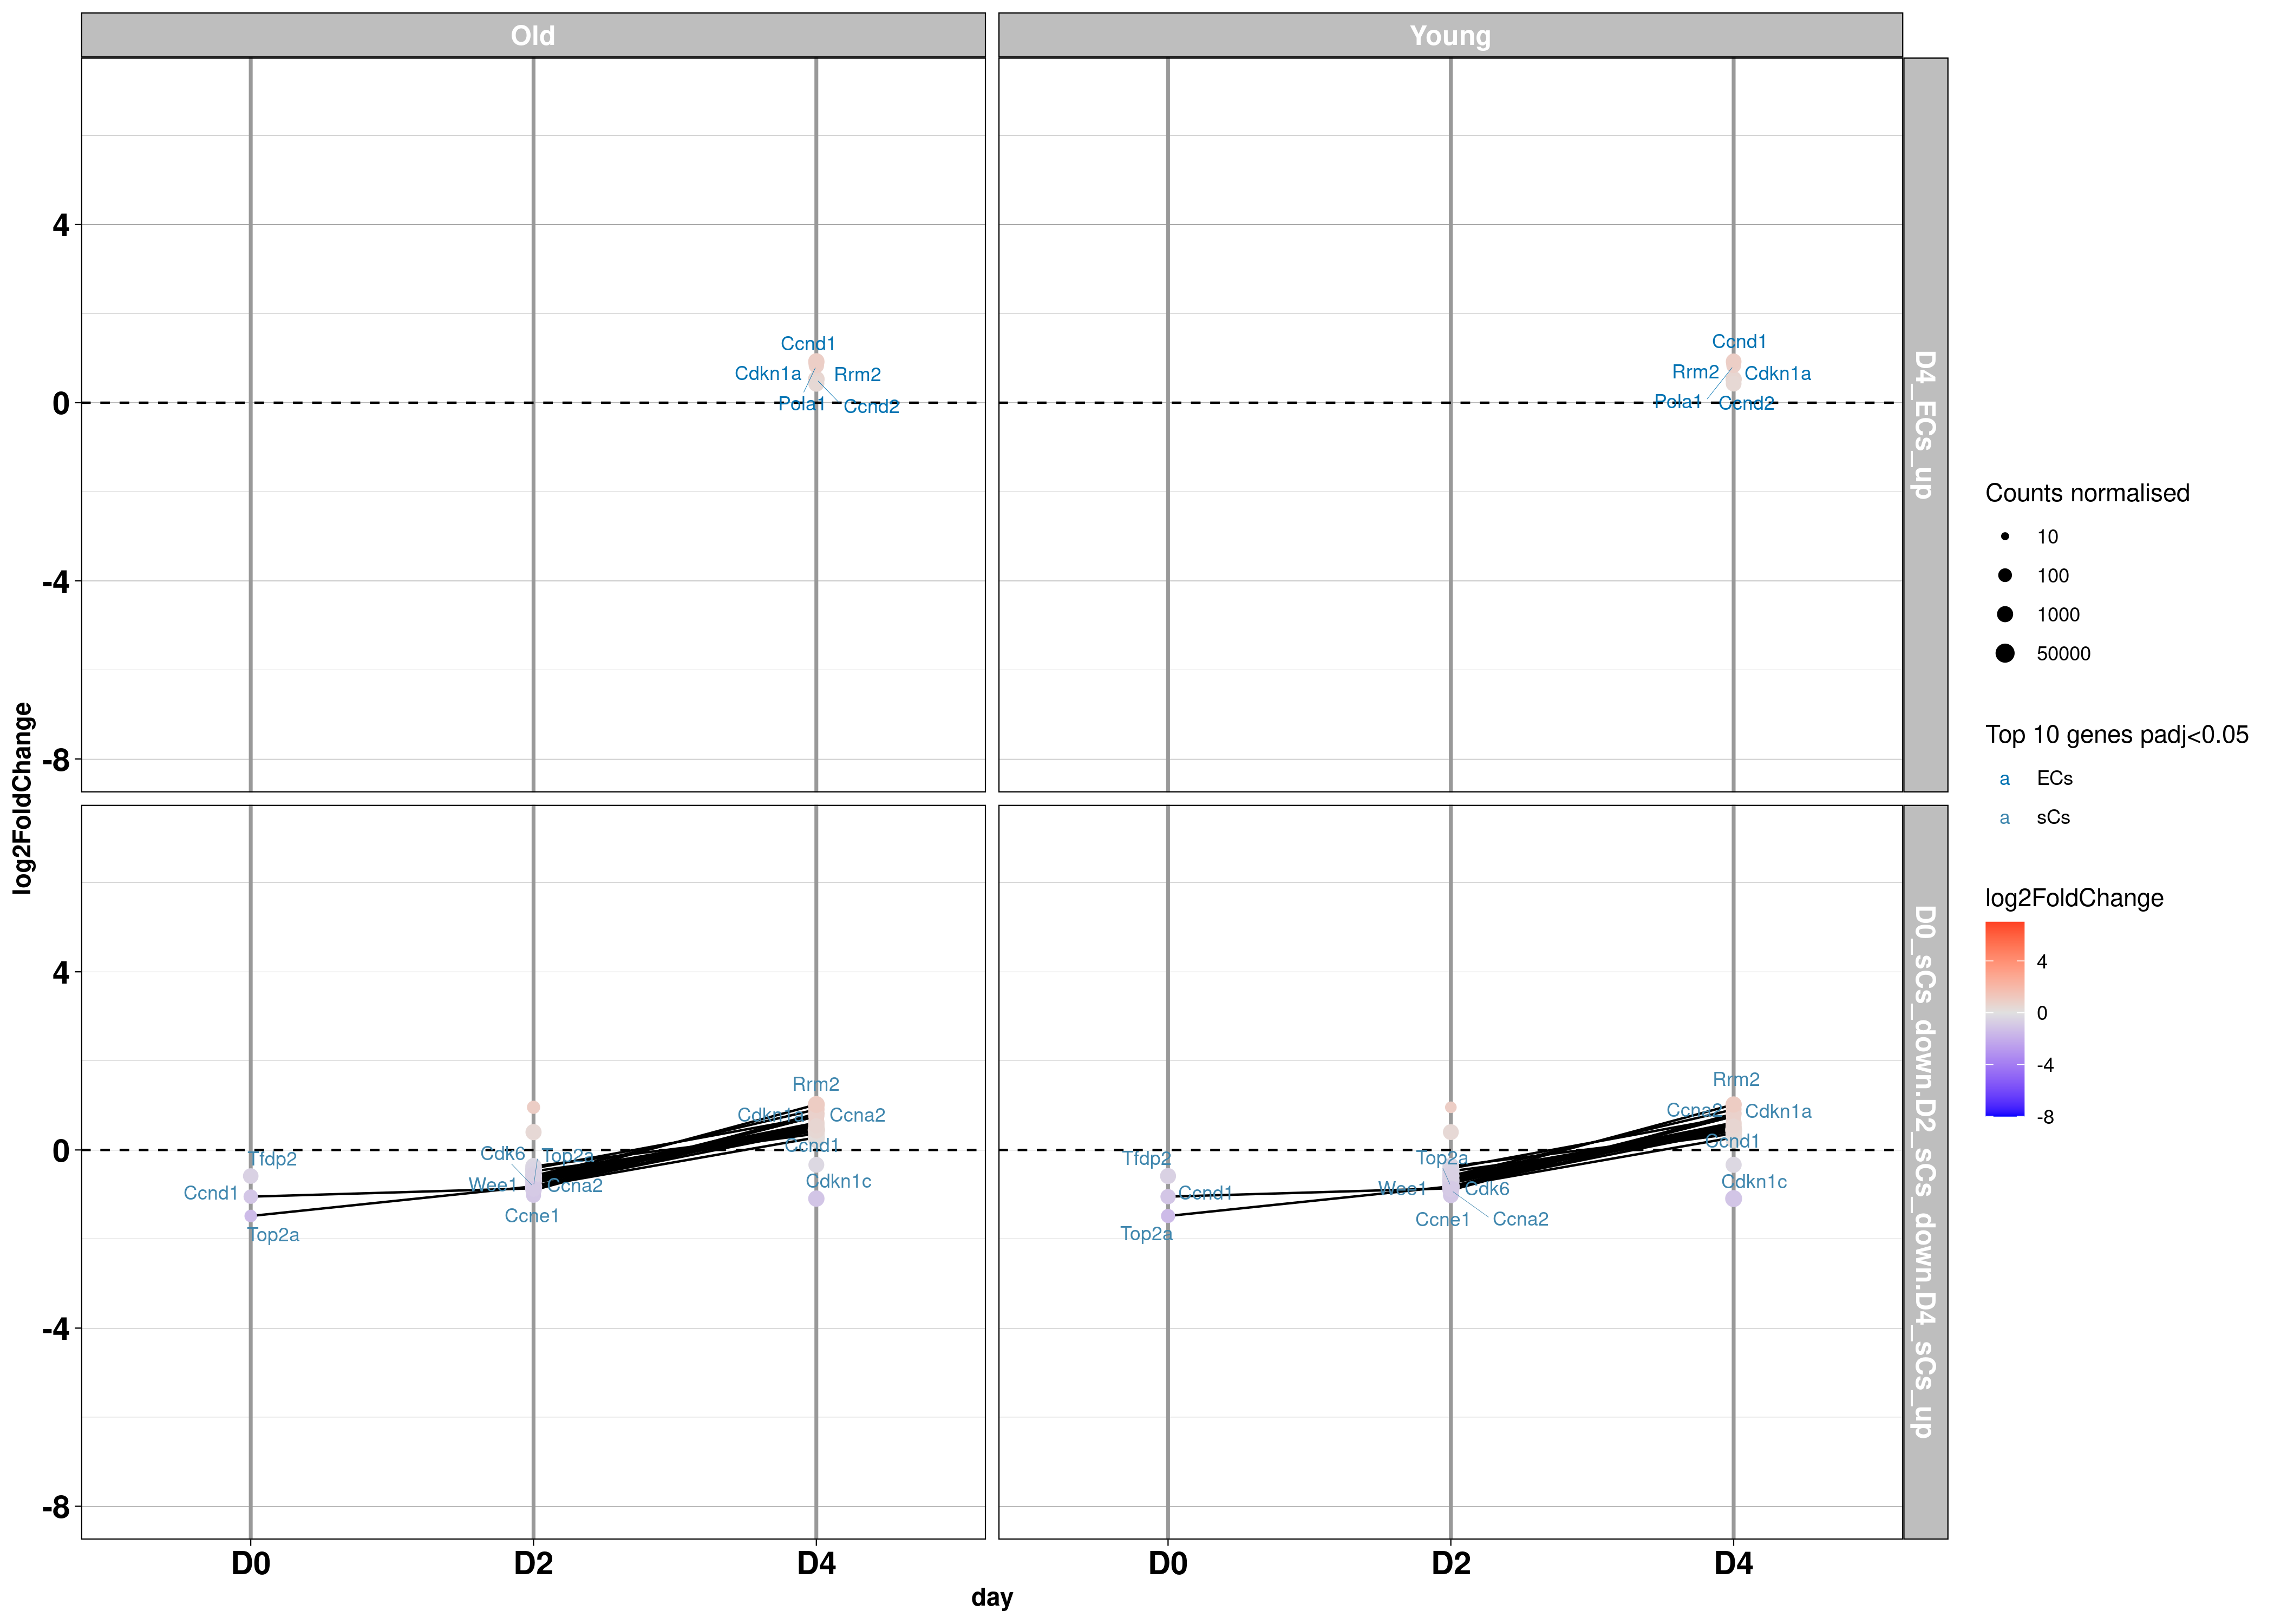 Old
Young
4
0
-4
-8
Ccnd1
Cdkn1a
Rrm2
Pola1
Ccnd2
Ccnd1
Rrm2
Cdkn1a
Pola1
Ccnd2
D4_ECs_up
log2FoldChange
4
0
-4
-8
Rrm2
Cdkn1a
Ccna2
Ccnd1
Tfdp2
Cdk6
Top2a
Ccnd1
Wee1
Ccna2
Cdkn1c
Ccne1
Top2a
Rrm2
Ccna2
Cdkn1a
Ccnd1
Tfdp2
Top2a
Ccnd1
Wee1
Cdk6
Cdkn1c
Ccne1
Ccna2
Top2a
D0_sCs_down.D2_sCs_down.D4_sCs_up
D0
D2
D4
D0
D2
D4
day
Counts normalised
10
100
1000
50000
Top 10 genes padj<0.05
a ECs
a sCs
log2FoldChange
4
0
-4
-8